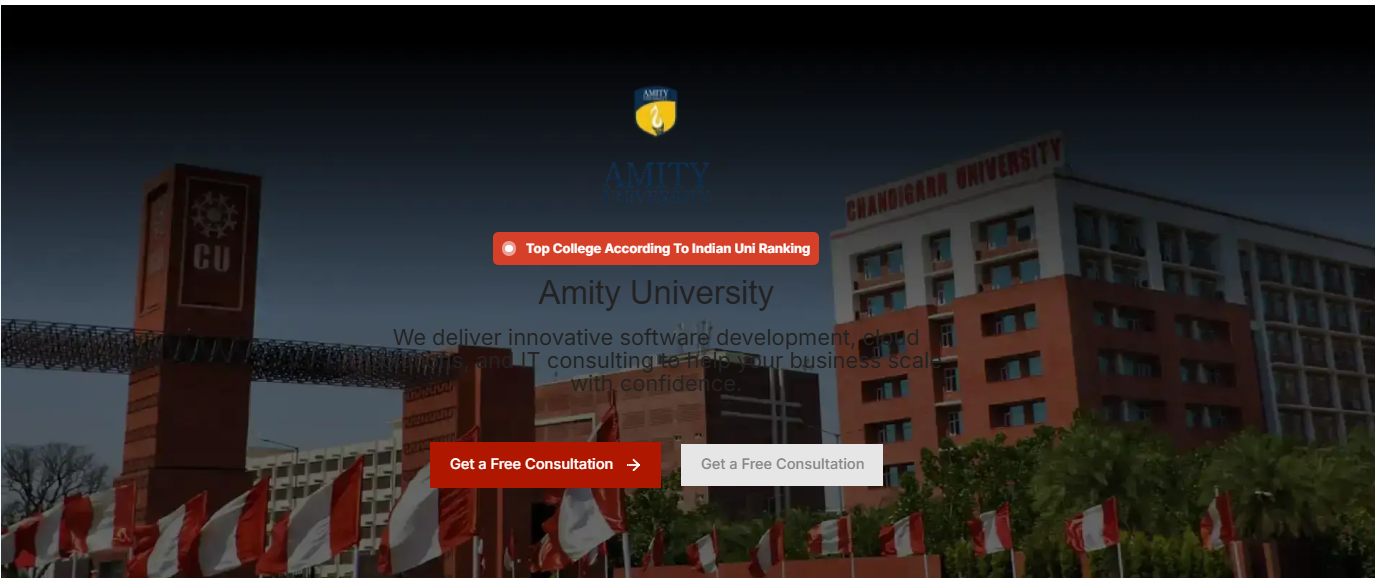 AMITY
AMITY
UNIVERSITY
CHANDIGARH UNIVERSITY
CU
Top College According To Indian Uni Ranking
Amity University
We deliver innovative software development, cloud
, and IT consulting to help your business scale
with confidence.
Get a Free Consultation
Get a Free Consultation